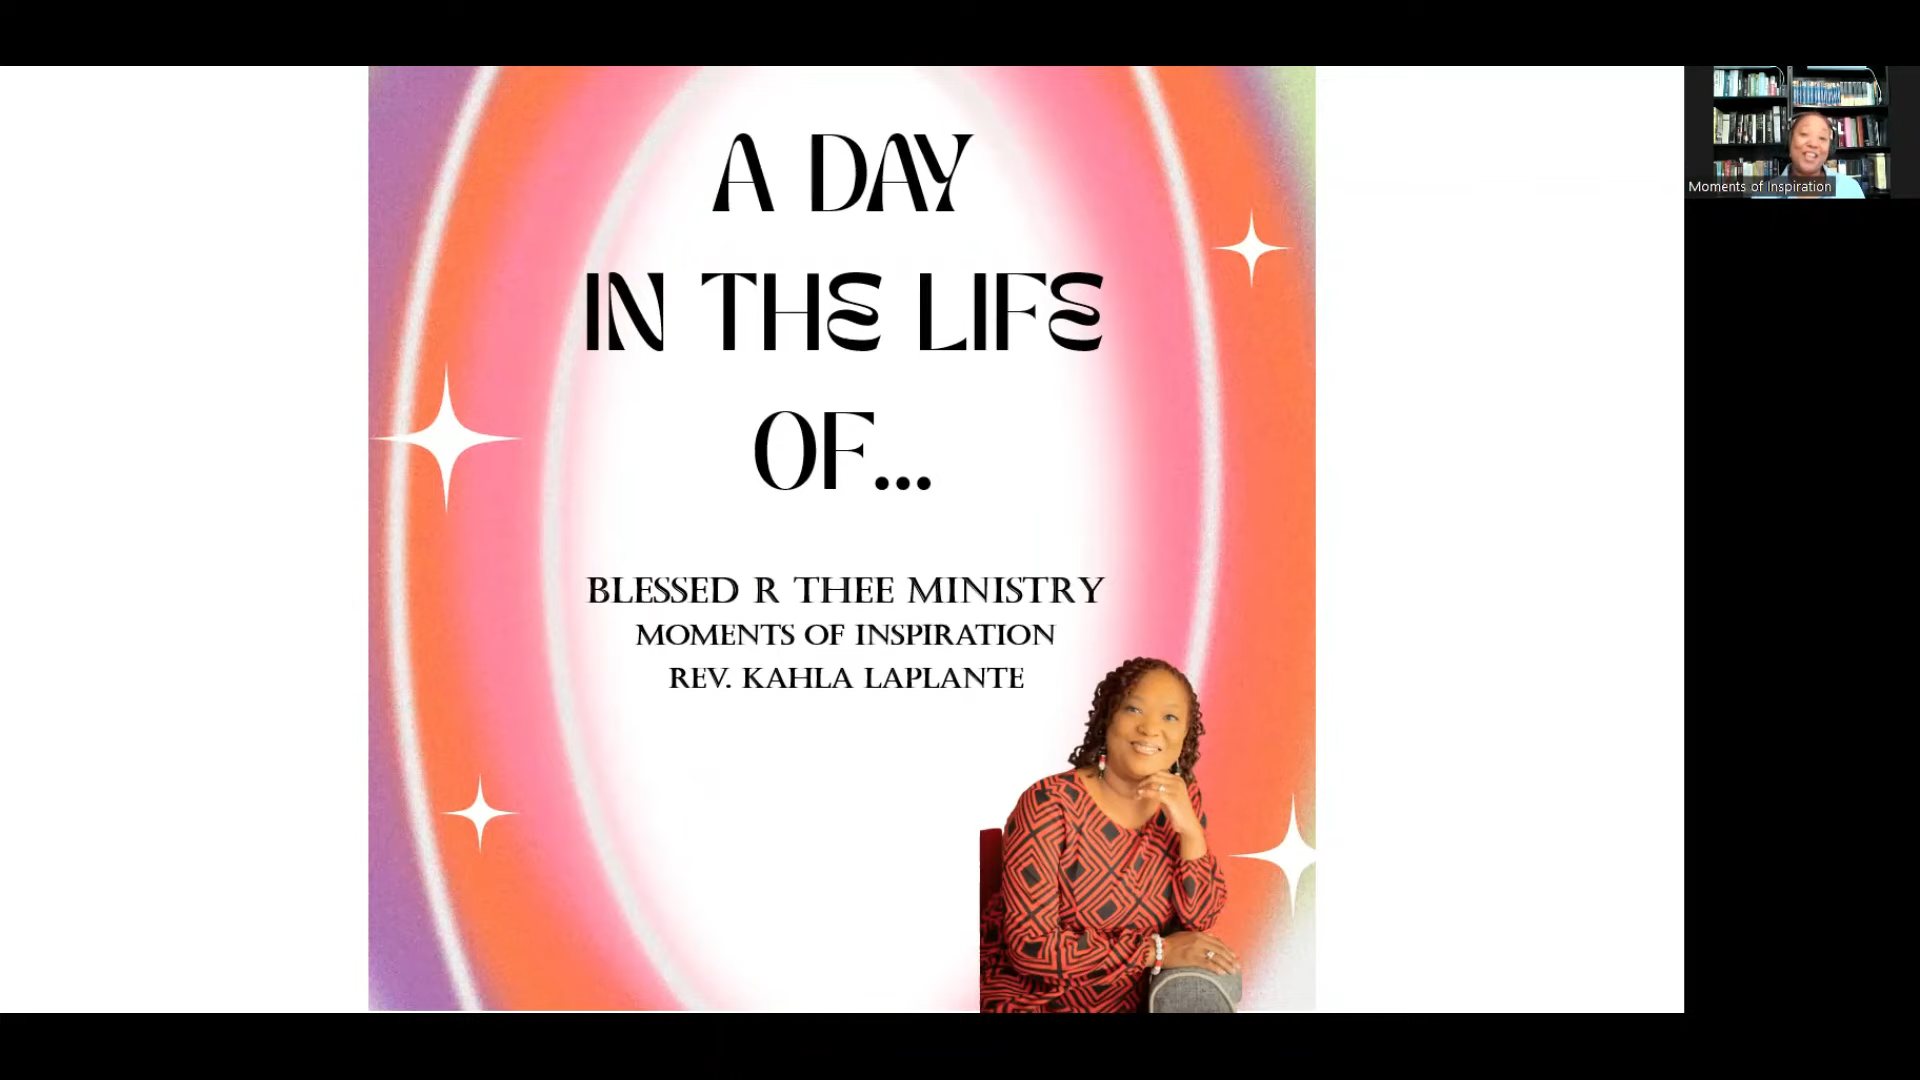 A DAY
IN THE LIFE
OF...
BLESSED R THEE MINISTRY
MOMENTS OF INSPIRATION
REV. KAHLA LAPLANTE
Moments of Inspiration